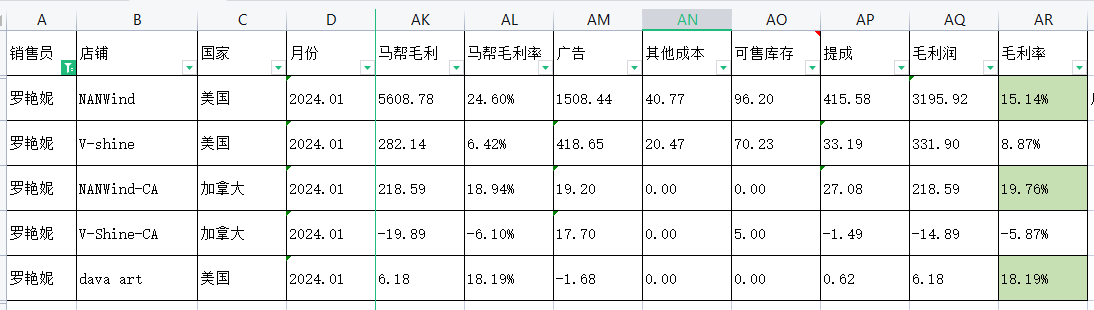 A B C D AK AL AM AN AO AP AQ AR
销售员 店铺 国家 月份 马帮毛利 马帮毛利率 广告 其他成本 可售库存 提成 毛利润 毛利率
罗艳妮 NANWind 美国 2024.01 5608.78 24.60% 1508.44 40.77 96.20 415.58 3195.92 15.14%
罗艳妮 V-shine 美国 2024.01 282.14 6.42% 418.65 20.47 70.23 33.19 331.90 8.87%
罗艳妮 NANWind-CA 加拿大 2024.01 218.59 18.94% 19.20 0.00 0.00 27.08 218.59 19.76%
罗艳妮 V-Shine-CA 加拿大 2024.01 -19.89 -6.10% 17.70 0.00 5.00 -1.49 -14.89 -5.87%
罗艳妮 dava art 美国 2024.01 6.18 18.19% -1.68 0.00 0.00 0.62 6.18 18.19%